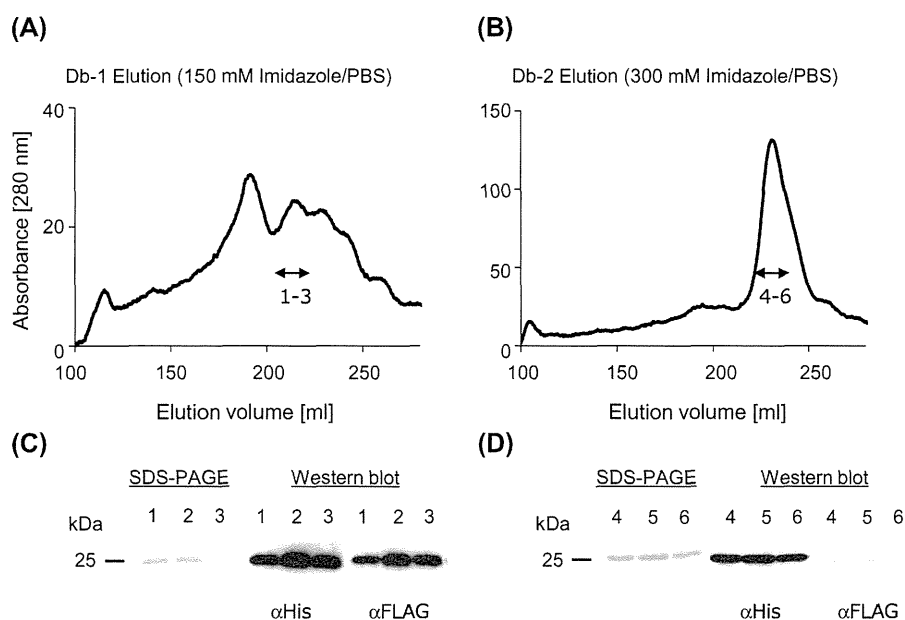 (A)
Db-1 Elution (150 mM Imidazole/PBS)
40
20
0
100 150 200 250
Absorbance [280 nm]
1-3
Elution volume [ml]
(B)
Db-2 Elution (300 mM Imidazole/PBS)
150
100
50
0
100 150 200 250
4-6
Elution volume [ml]
(C)
SDS-PAGE Western blot
kDa 1 2 3 1 2 3 1 2 3
25
αHis αFLAG
(D)
SDS-PAGE Western blot
kDa 4 5 6 4 5 6 4 5 6
25
αHis αFLAG